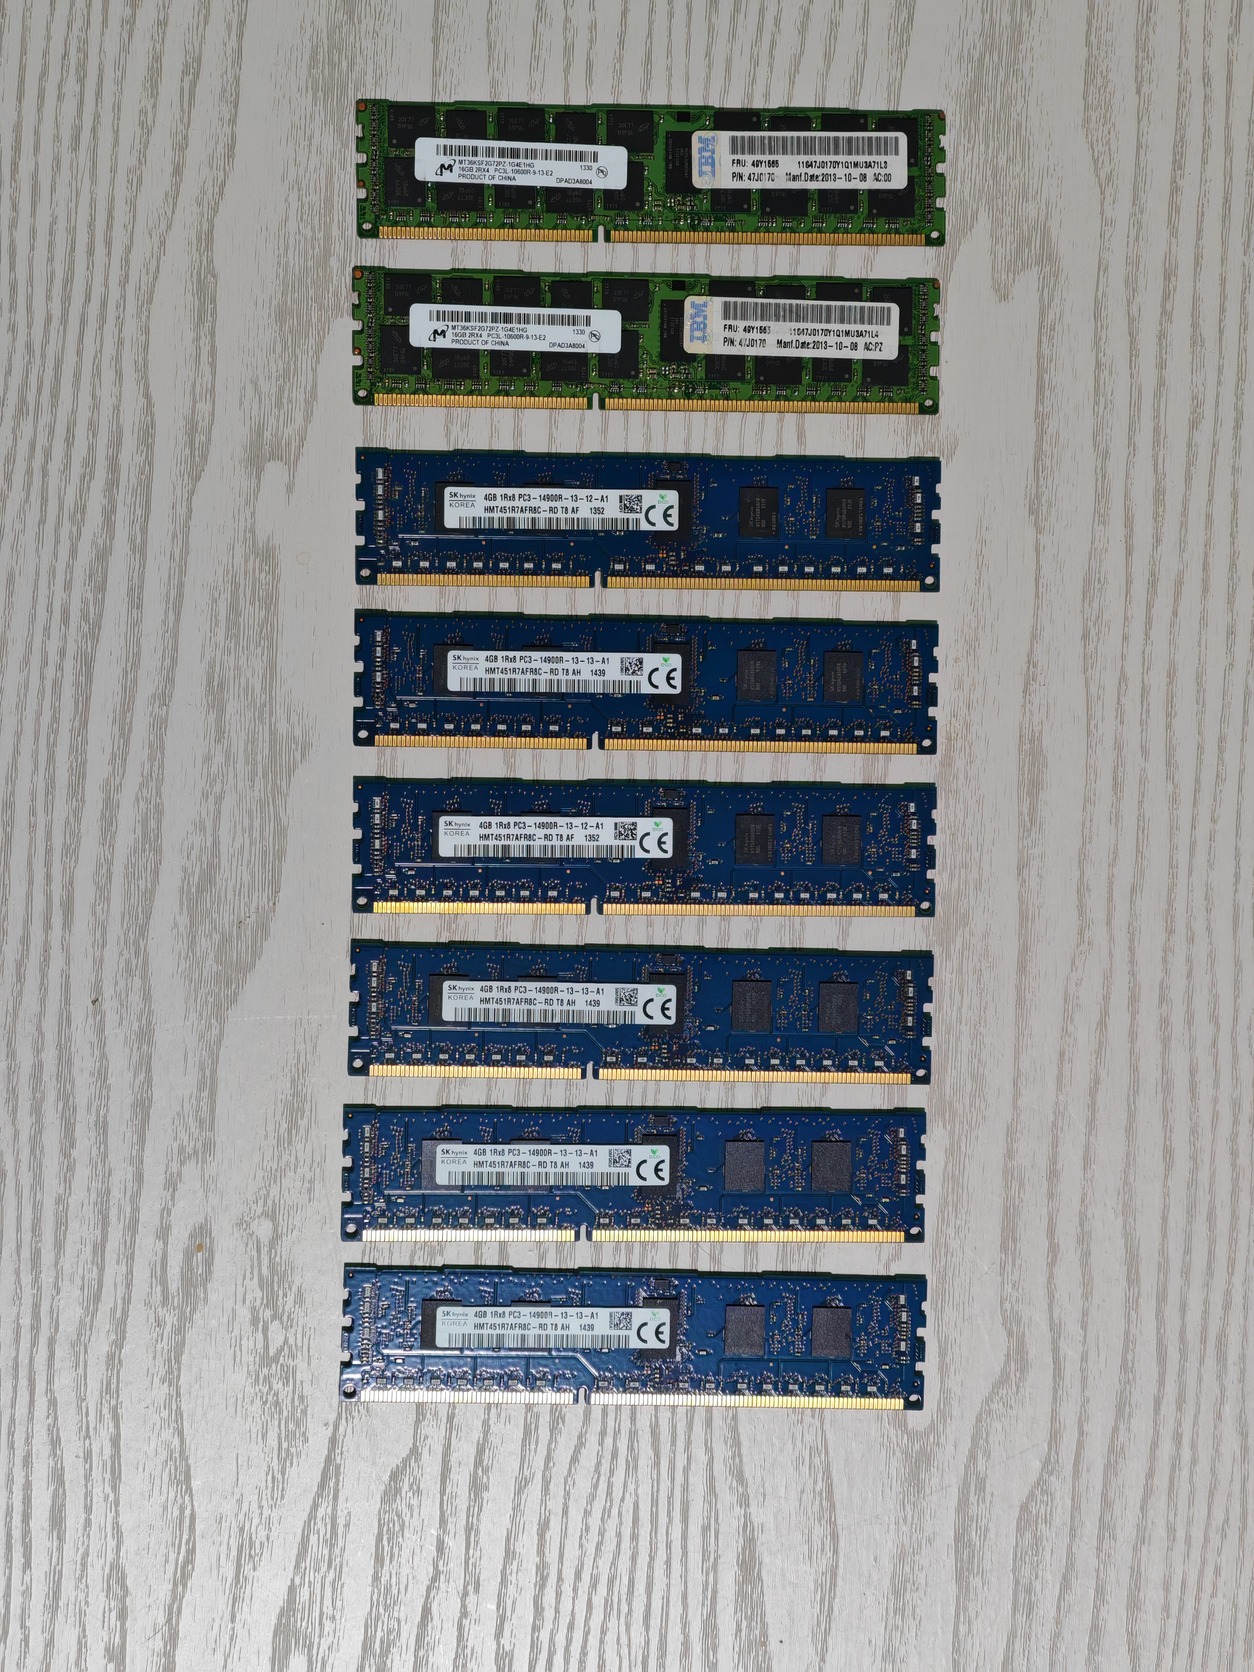 MT36KSF2G72PZ-1G4E1HG
16GB 2RX4 PC3L-10600R-9-13-E2
PRODUCT OF CHINA
1330
DPAD3A8004
IBM
FRU: 49Y1565 11S47J0170Y1Q1MU3A71L3
P/N: 47J0170 Manf.Date:2013-10-08 AC:00
MT36KSF2G72PZ-1G4E1HG
16GB 2RX4 PC3L-10600R-9-13-E2
PRODUCT OF CHINA
1330
DPAD3A8004
IBM
FRU: 49Y1565 11S47J0170Y1Q1MU3A71L4
P/N: 47J0170 Manf.Date:2013-10-08 AC:PZ
SK hynix
KOREA
4GB 1Rx8 PC3-14900R-13-12-A1
HMT451R7AFR8C-RD T8 AF 1352
CE
SK hynix
KOREA
4GB 1Rx8 PC3-14900R-13-13-A1
HMT451R7AFR8C-RD T8 AH 1439
CE
SK hynix
KOREA
4GB 1Rx8 PC3-14900R-13-12-A1
HMT451R7AFR8C-RD T8 AF 1352
CE
SK hynix
KOREA
4GB 1Rx8 PC3-14900R-13-13-A1
HMT451R7AFR8C-RD T8 AH 1439
CE
SK hynix
KOREA
4GB 1Rx8 PC3-14900R-13-13-A1
HMT451R7AFR8C-RD T8 AH 1439
CE
SK hynix
KOREA
4GB 1Rx8 PC3-14900R-13-13-A1
HMT451R7AFR8C-RD T8 AH 1439
CE